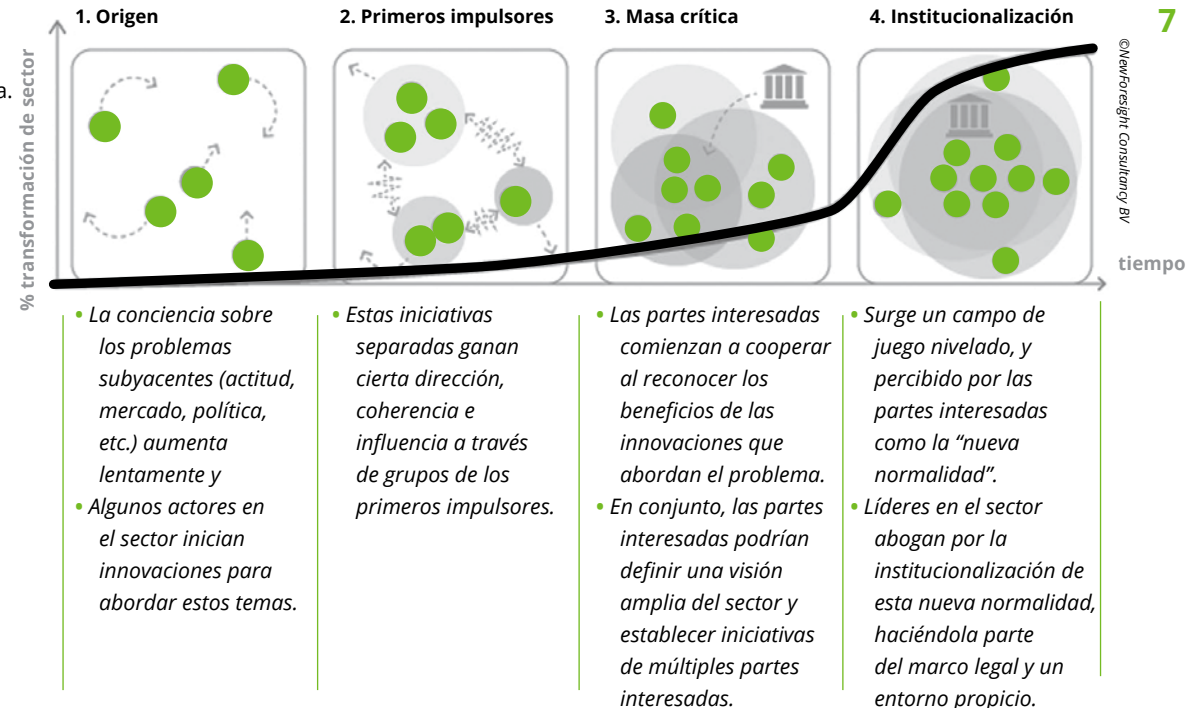 1. Origen
2. Primeros impulsores
3. Masa crítica
4. Institucionalización
7
a.
% transformación de sector
©NewForesight Consultancy BV
tiempo
• La conciencia sobre
los problemas
subyacentes (actitud,
mercado, política,
etc.) aumenta
lentamente y
• Algunos actores en
el sector inician
innovaciones para
abordar estos temas.
• Estas iniciativas
separadas ganan
cierta dirección,
coherencia e
influencia a través
de grupos de los
primeros impulsores.
• Las partes interesadas
comienzan a cooperar
al reconocer los
beneficios de las
innovaciones que
abordan el problema.
• En conjunto, las partes
interesadas podrían
definir una visión
amplia del sector y
establecer iniciativas
de múltiples partes
interesadas.
• Surge un campo de
juego nivelado, y
percibido por las
partes interesadas
como la “nueva
normalidad”.
• Líderes en el sector
abogan por la
institucionalización de
esta nueva normalidad,
haciéndola parte
del marco legal y un
entorno propicio.